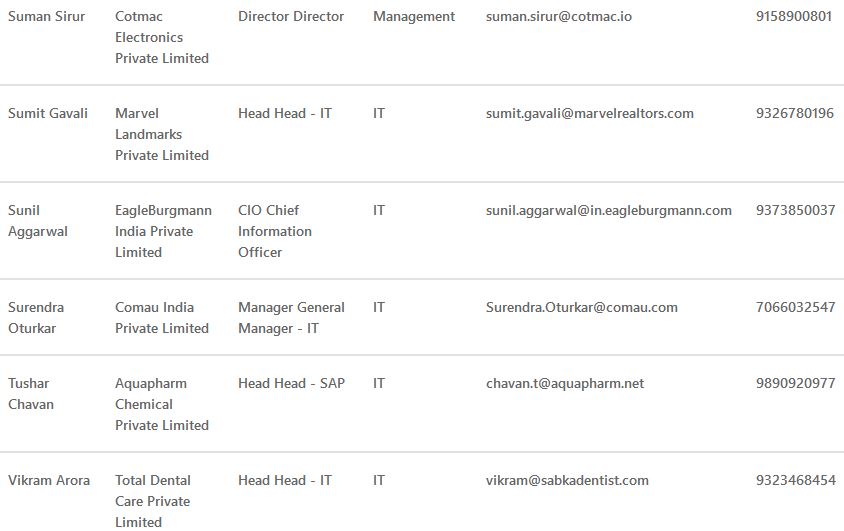 Suman Sirur Cotmac Director Director Management suman.sirur@cotmac.io 9158900801
Electronics
Private Limited
Sumit Gavali Marvel Head Head - IT IT sumit.gavali@marvelrealtors.com 9326780196
Landmarks
Private Limited
Sunil EagleBurgmann CIO Chief IT sunil.aggarwal@in.eagleburgmann.com 9373850037
Aggarwal India Private Information
Limited Officer
Surendra Comau India Manager General IT Surendra.Oturkar@comau.com 7066032547
Oturkar Private Limited Manager - IT
Tushar Aquapharm Head Head - SAP IT chavan.t@aquapharm.net 9890920977
Chavan Chemical
Private Limited
Vikram Arora Total Dental Head Head - IT IT vikram@sabkadentist.com 9323468454
Care Private
Limited